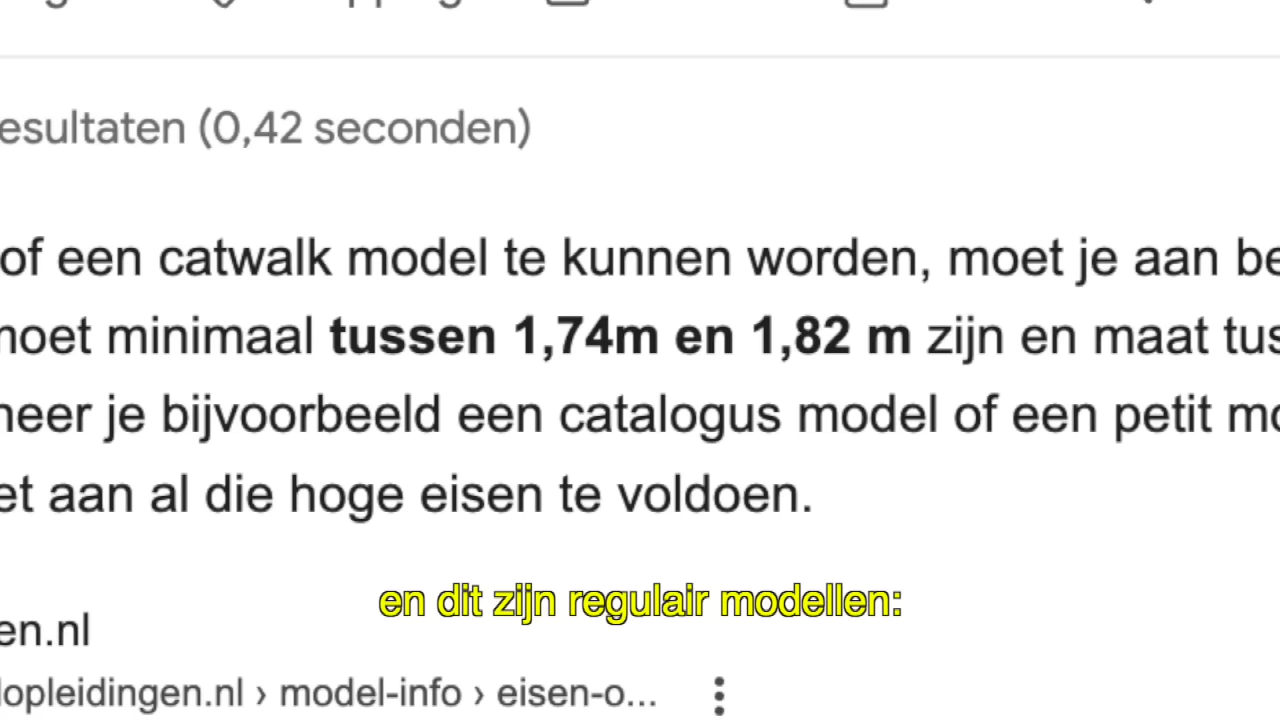 esultaten (0,42 seconden)
of een catwalk model te kunnen worden, moet je aan be
moet minimaal tussen 1,74m en 1,82 m zijn en maat tus
neer je bijvoorbeeld een catalogus model of een petit mo
et aan al die hoge eisen te voldoen.
en dit zijn regulair modellen:
en.nl
lopleidingen.nl › model-info › eisen-o...